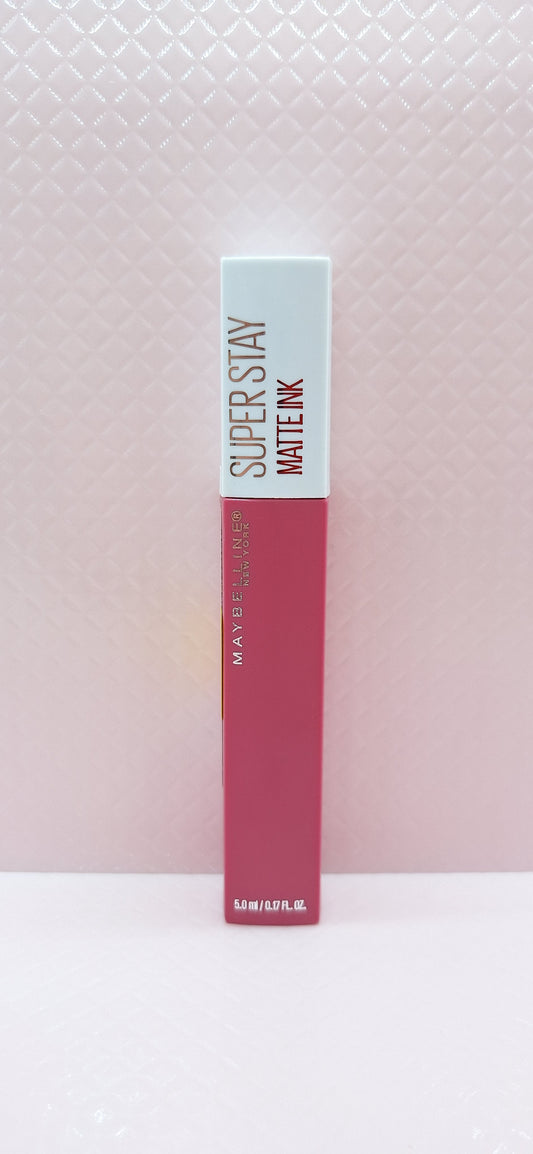 SUPER STAY
MATTE INK
MAYBELLINE®
NEW YORK
5.0 ml / 0.17 FL. OZ.